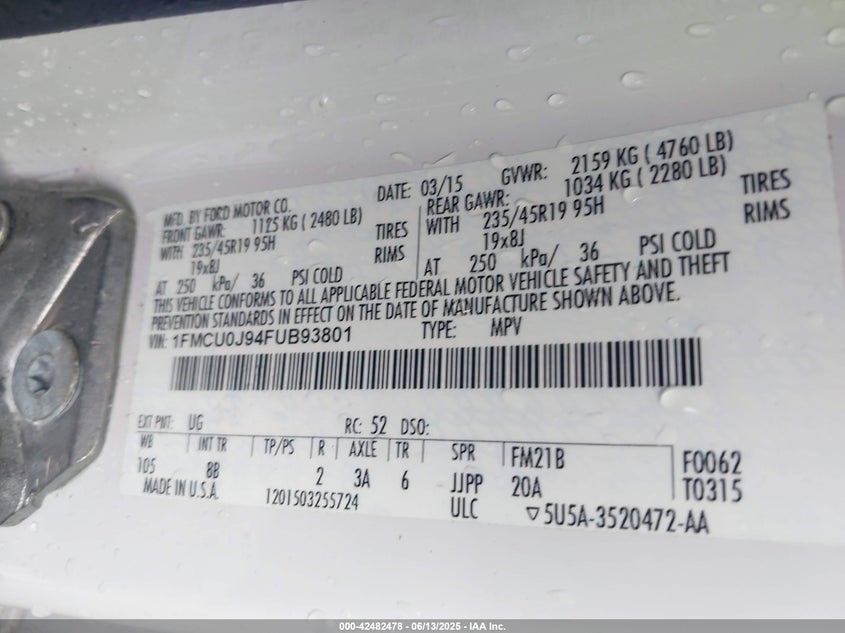 MFD. BY FORD MOTOR CO.
DATE: 03/15 GVWR: 2159 KG ( 4760 LB)
FRONT GAWR: 1125 KG ( 2480 LB)
WITH 235/45R19 95H TIRES
19x8J RIMS
AT 250 kPa/ 36 PSI COLD
REAR GAWR: 1034 KG ( 2280 LB)
WITH 235/45R19 95H TIRES
19x8J RIMS
AT 250 kPa/ 36 PSI COLD
THIS VEHICLE CONFORMS TO ALL APPLICABLE FEDERAL MOTOR VEHICLE SAFETY AND THEFT
PREVENTION STANDARDS IN EFFECT ON THE DATE OF MANUFACTURE SHOWN ABOVE.
VIN: 1FMCU0J94FUB93801 TYPE: MPV
EXT PNT: UG RC: 52 DSO:
WB INT TR TP/PS R AXLE TR SPR FM21B F0062
105 8B 2 3A 6 JJPP 20A T0315
MADE IN U.S.A. 1201503255724 ULC ▽5U5A-3520472-AA
000-42482478 - 06/13/2025 - IAA Inc.